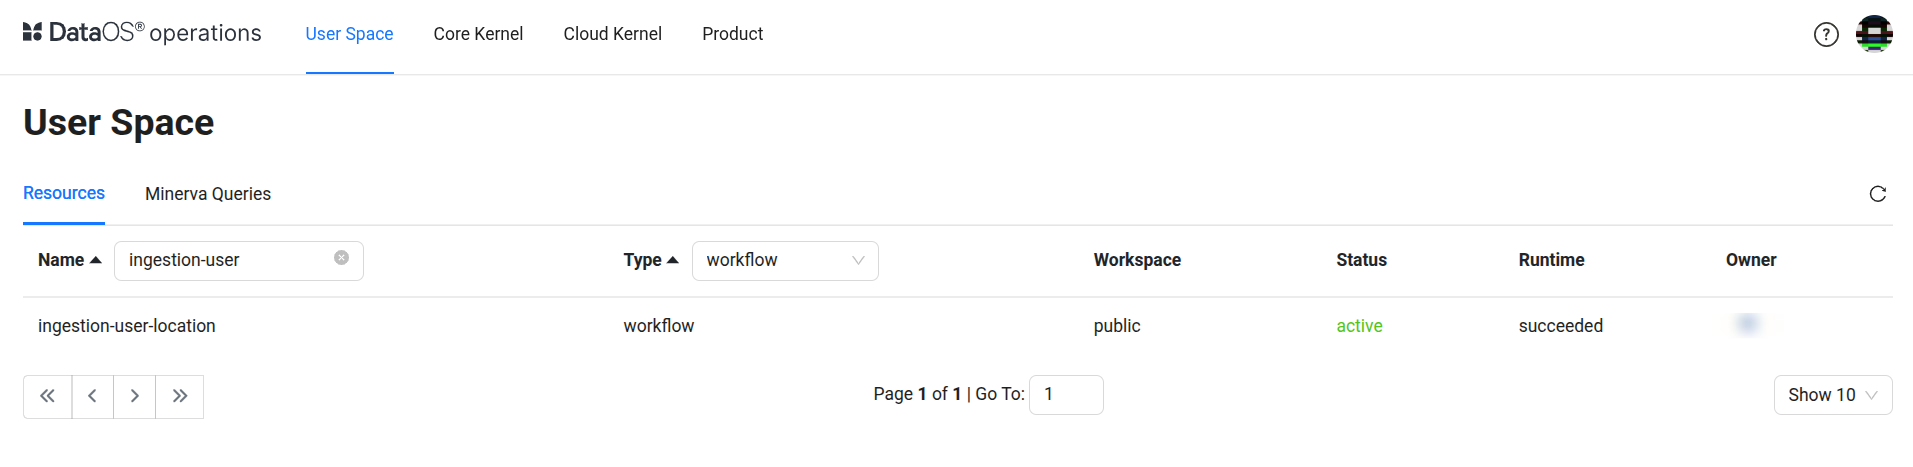 DataOS® operations User Space Core Kernel Cloud Kernel Product ?
User Space
Resources Minerva Queries
Name ingestion-user Type workflow Workspace Status Runtime Owner
ingestion-user-location workflow public active succeeded
Page 1 of 1 | Go To: 1 Show 10